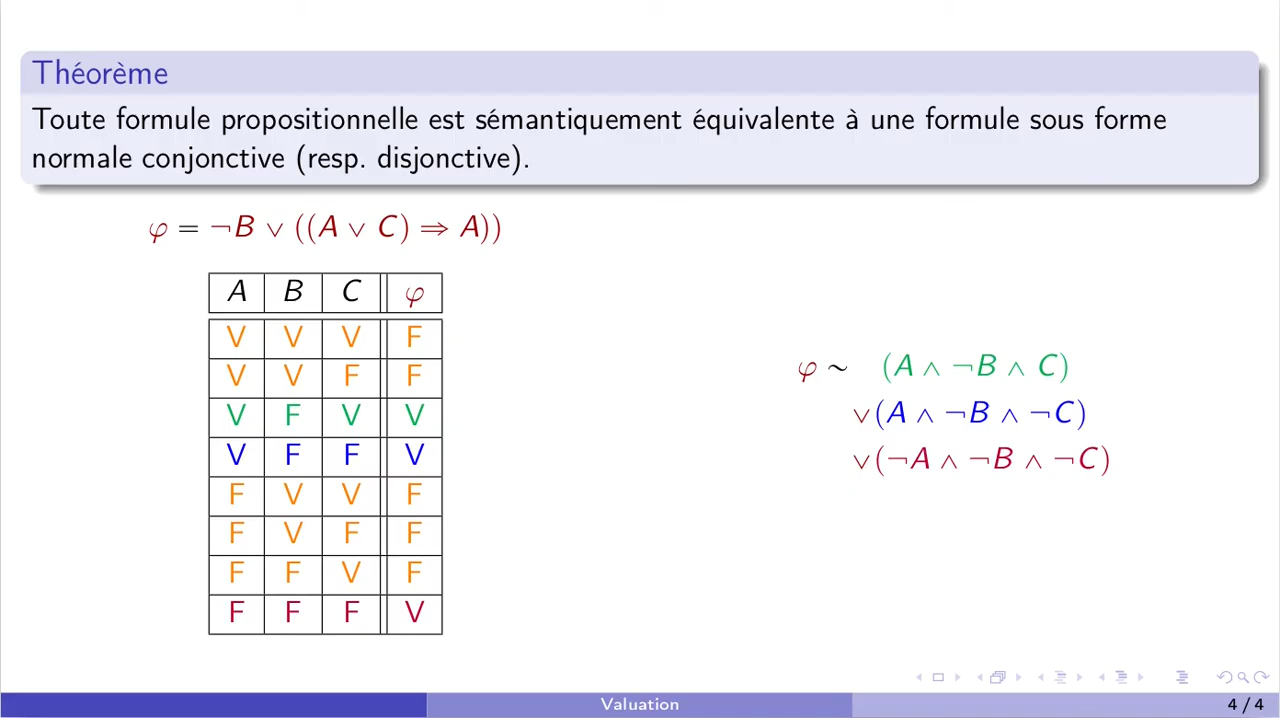 Théorème
Toute formule propositionnelle est sémantiquement équivalente à une formule sous forme
normale conjonctive (resp. disjonctive).
φ = ¬B ∨ ((A ∨ C) ⇒ A))
A B C φ
V V V F
V V F F
V F V V
V F F V
F V V F
F V F F
F F V F
F F F V
φ ∼ (A ∧ ¬B ∧ C)
∨(A ∧ ¬B ∧ ¬C)
∨(¬A ∧ ¬B ∧ ¬C)
Valuation
4 / 4